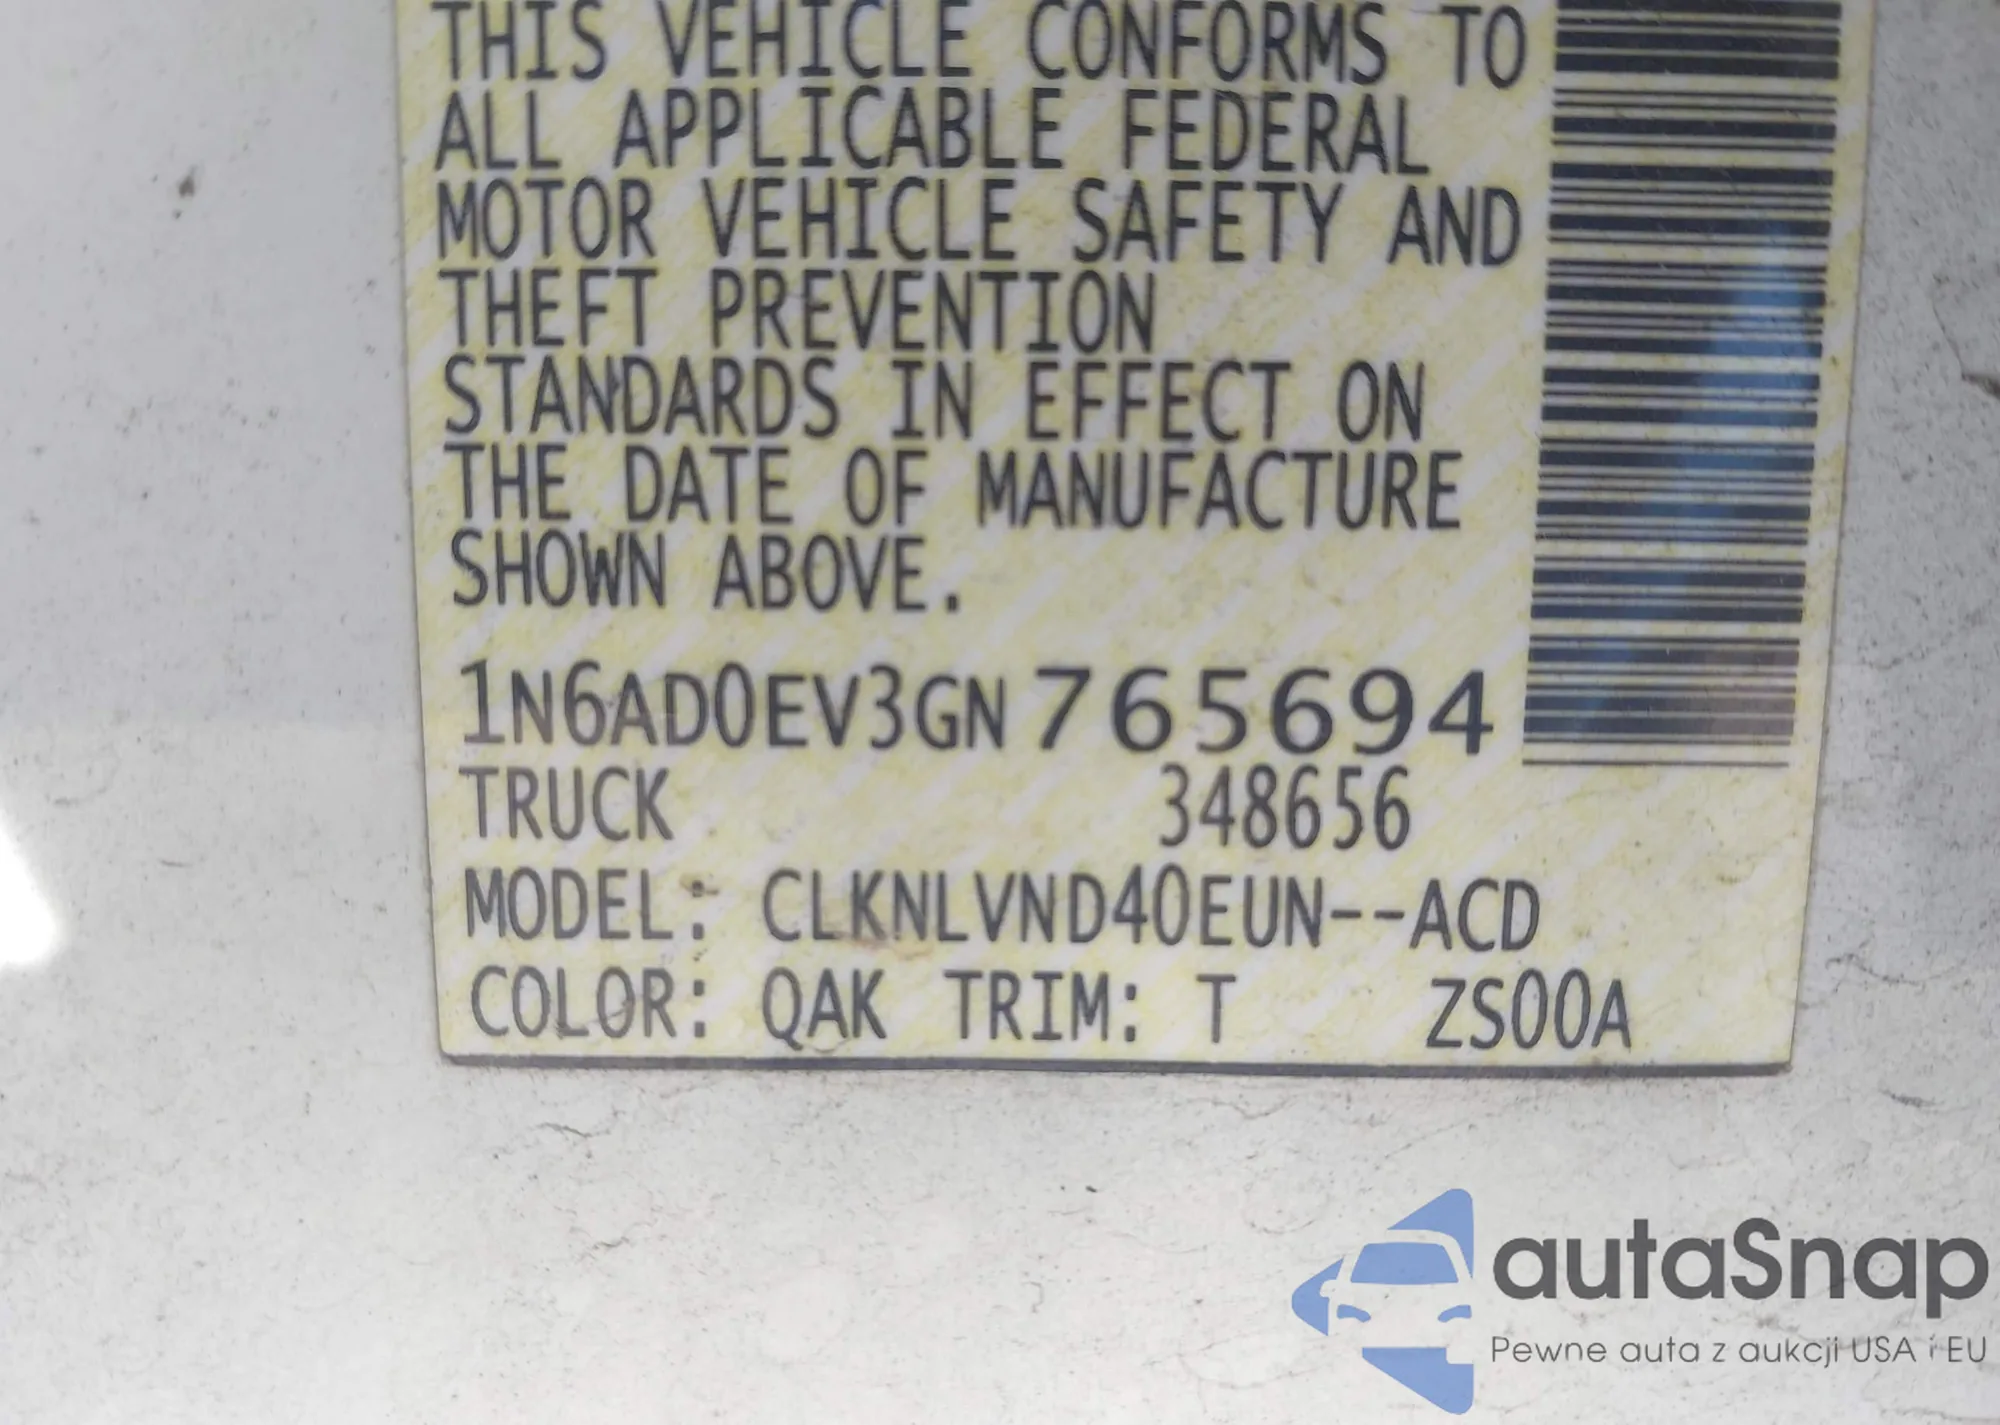 THIS VEHICLE CONFORMS TO
ALL APPLICABLE FEDERAL
MOTOR VEHICLE SAFETY AND
THEFT PREVENTION
STANDARDS IN EFFECT ON
THE DATE OF MANUFACTURE
SHOWN ABOVE.
1N6AD0EV3GN765694
TRUCK 348656
MODEL: CLKNLVND40EUN--ACD
COLOR: QAK TRIM: T ZS00A
autaSnap
Pewne auta z aukcji USA i EU